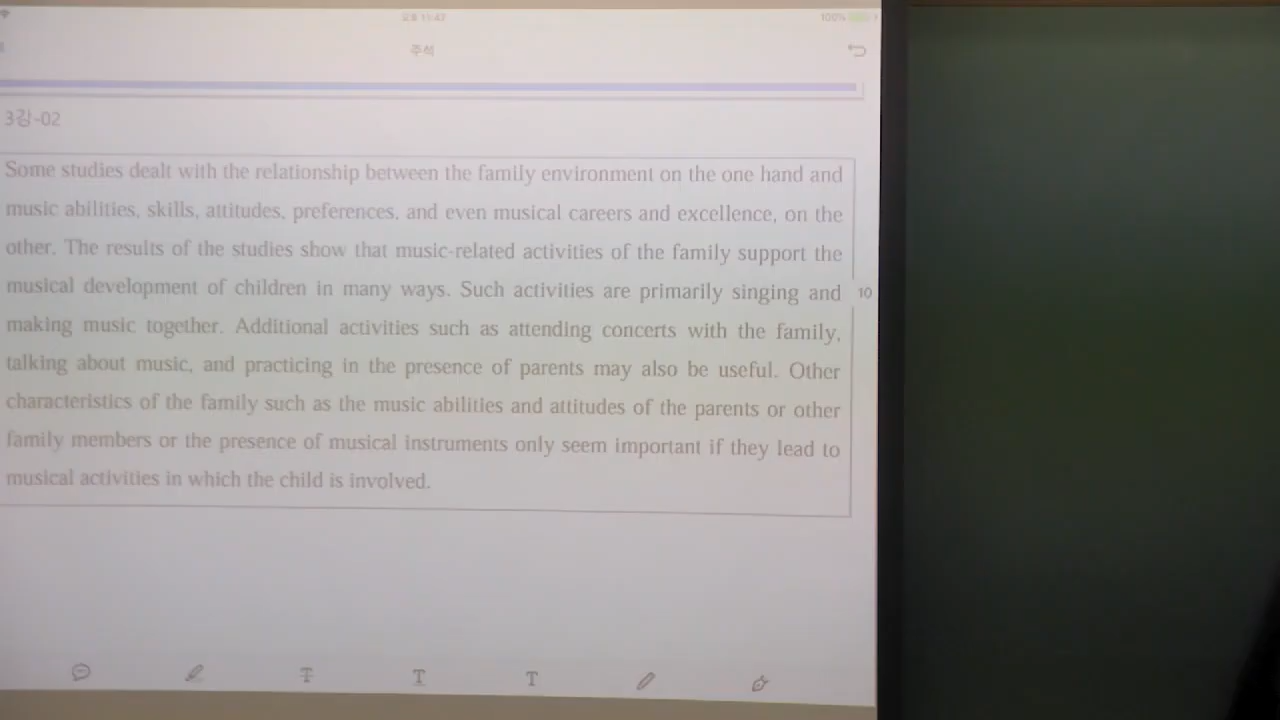 100%
주석
3강-02
Some studies dealt with the relationship between the family environment on the one hand and
music abilities, skills, attitudes, preferences, and even musical careers and excellence, on the
other. The results of the studies show that music-related activities of the family support the
musical development of children in many ways. Such activities are primarily singing and
10
making music together. Additional activities such as attending concerts with the family,
talking about music, and practicing in the presence of parents may also be useful. Other
characteristics of the family such as the music abilities and attitudes of the parents or other
family members or the presence of musical instruments only seem important if they lead to
musical activities in which the child is involved.
T
T
T